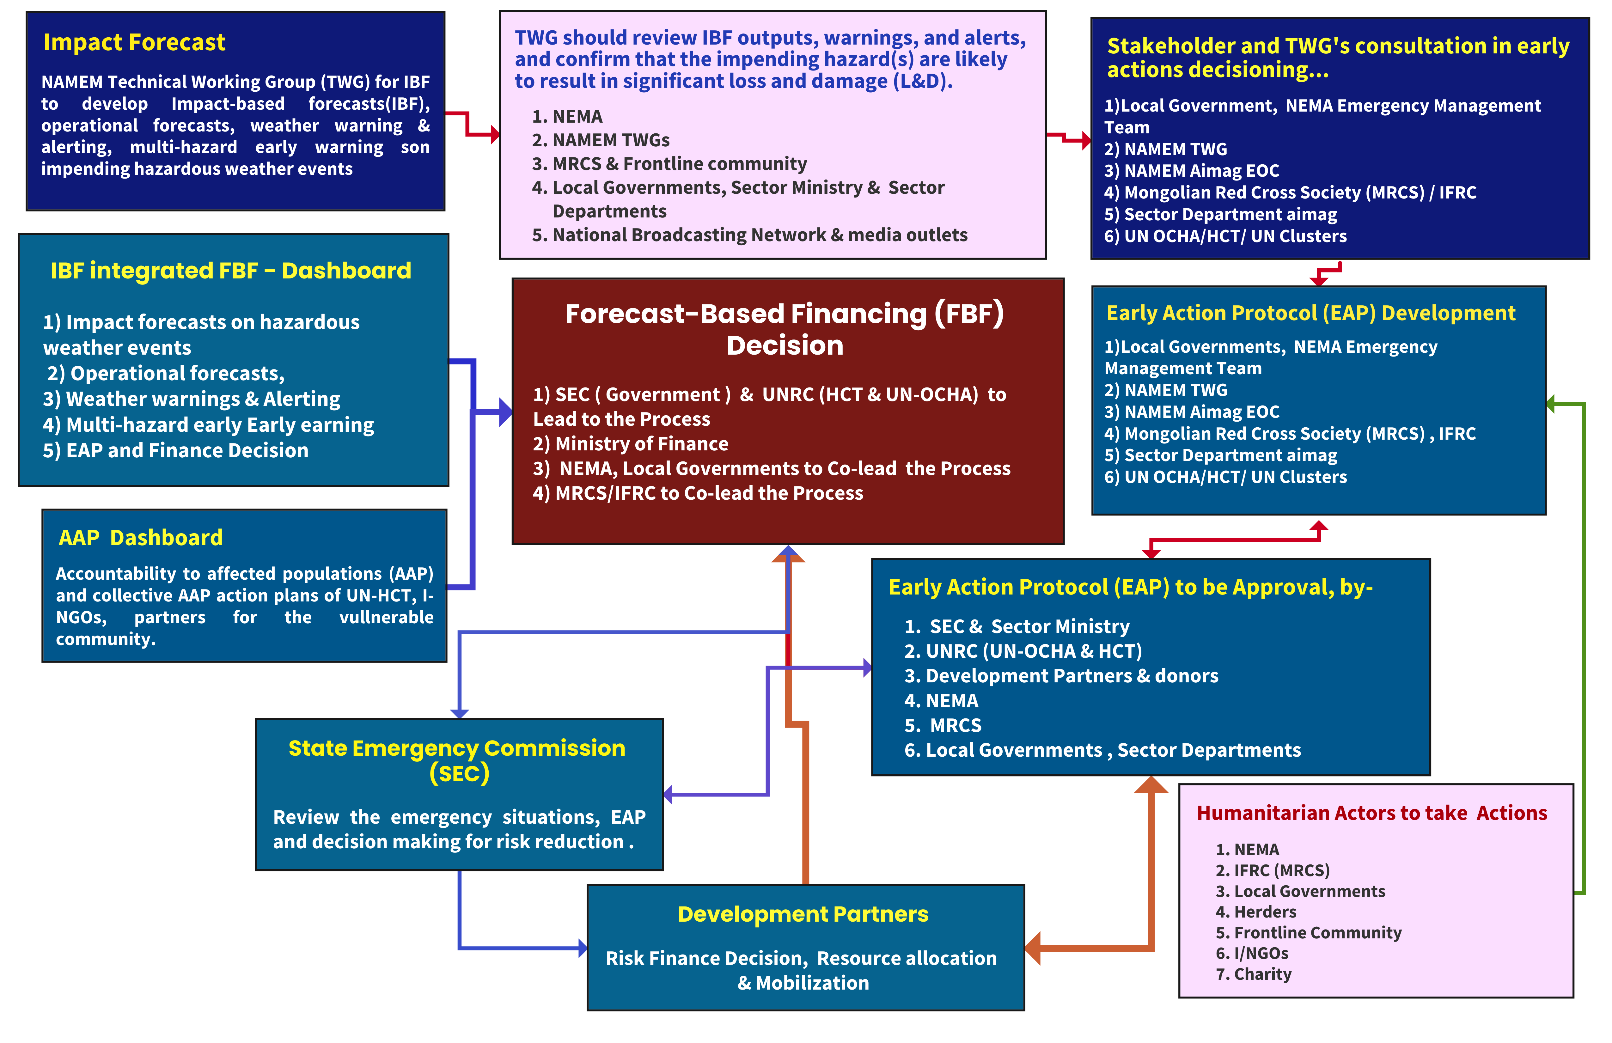 Impact Forecast
NAMEM Technical Working Group (TWG) for IBF
to develop Impact-based forecasts(IBF),
operational forecasts, weather warning &
alerting, multi-hazard early warning son
impending hazardous weather events
TWG should review IBF outputs, warnings, and alerts,
and confirm that the impending hazard(s) are likely
to result in significant loss and damage (L&D).
1. NEMA
2. NAMEM TWGs
3. MRCS & Frontline community
4. Local Governments, Sector Ministry & Sector
Departments
5. National Broadcasting Network & media outlets
Stakeholder and TWG's consultation in early
actions decisioning...
1)Local Government, NEMA Emergency Management
Team
2) NAMEM TWG
3) NAMEM Aimag EOC
4) Mongolian Red Cross Society (MRCS) / IFRC
5) Sector Department aimag
6) UN OCHA/HCT/ UN Clusters
IBF integrated FBF - Dashboard
1) Impact forecasts on hazardous
weather events
2) Operational forecasts,
3) Weather warnings & Alerting
4) Multi-hazard early Early earning
5) EAP and Finance Decision
Forecast-Based Financing (FBF)
Decision
1) SEC ( Government ) & UNRC (HCT & UN-OCHA) to
Lead to the Process
2) Ministry of Finance
3) NEMA, Local Governments to Co-lead the Process
4) MRCS/IFRC to Co-lead the Process
Early Action Protocol (EAP) Development
1)Local Governments, NEMA Emergency
Management Team
2) NAMEM TWG
3) NAMEM Aimag EOC
4) Mongolian Red Cross Society (MRCS) , IFRC
5) Sector Department aimag
6) UN OCHA/HCT/ UN Clusters
AAP Dashboard
Accountability to affected populations (AAP)
and collective AAP action plans of UN-HCT, I-
NGOs, partners for the vullnerable
community.
Early Action Protocol (EAP) to be Approval, by-
1. SEC & Sector Ministry
2. UNRC (UN-OCHA & HCT)
3. Development Partners & donors
4. NEMA
5. MRCS
6. Local Governments , Sector Departments
State Emergency Commission
(SEC)
Review the emergency situations, EAP
and decision making for risk reduction .
Humanitarian Actors to take Actions
1. NEMA
2. IFRC (MRCS)
3. Local Governments
4. Herders
5. Frontline Community
6. I/NGOs
7. Charity
Development Partners
Risk Finance Decision, Resource allocation
& Mobilization